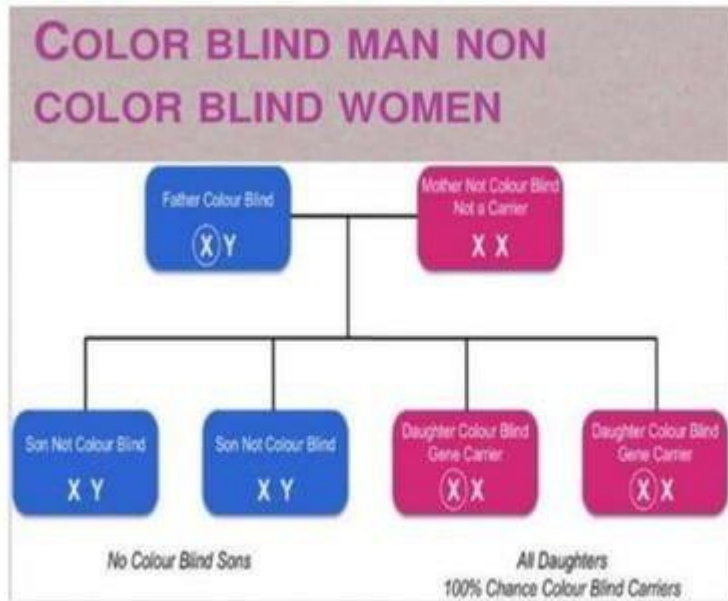 COLOR BLIND MAN NON
COLOR BLIND WOMEN
Father Colour Blind
X Y
Mother Not Colour Blind
Not a Carrier
X X
Son Not Colour Blind
X Y
Son Not Colour Blind
X Y
Daughter Colour Blind
Gene Carrier
X X
Daughter Colour Blind
Gene Carrier
X X
No Colour Blind Sons
All Daughters
100% Chance Colour Blind Carriers